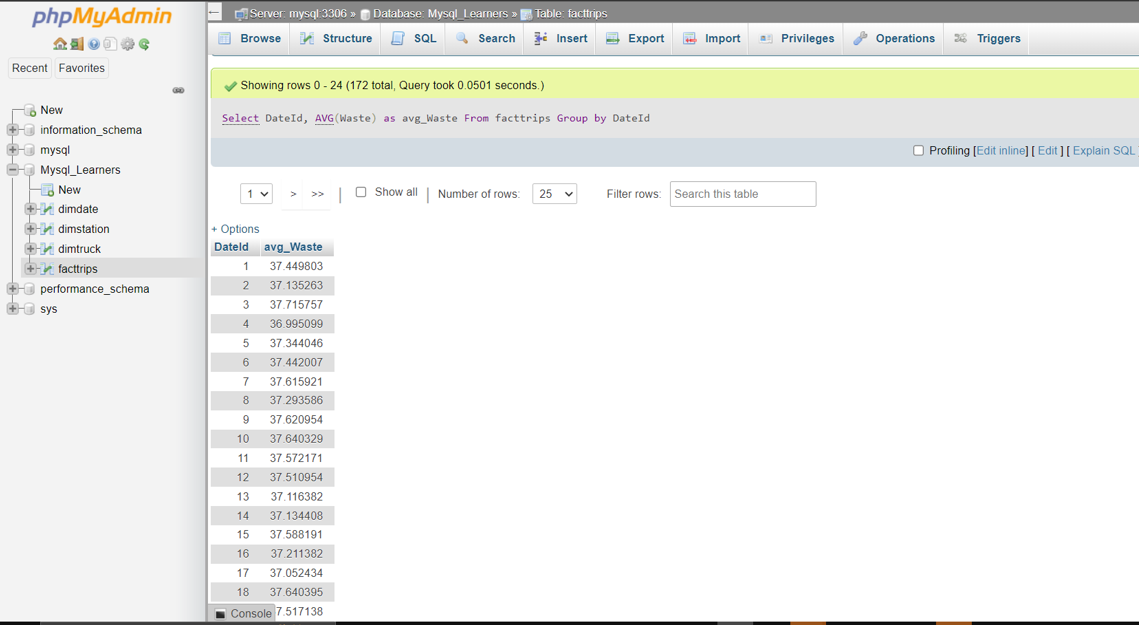 phpMyAdmin
Recent Favorites
New
information_schema
mysql
Mysql_Learners
New
dimdate
dimstation
dimtruck
facttrips
performance_schema
sys
Server: mysql:3306 » Database: Mysql_Learners » Table: facttrips
Browse Structure SQL Search Insert Export Import Privileges Operations Triggers
Showing rows 0 - 24 (172 total, Query took 0.0501 seconds.)
Select DateId, AVG(Waste) as avg_Waste From facttrips Group by DateId
Profiling [Edit inline] [ Edit ] [ Explain SQL
1 > >> | Show all | Number of rows: 25 Filter rows: Search this table
+ Options
DateId avg_Waste
1 37.449803
2 37.135263
3 37.715757
4 36.995099
5 37.344046
6 37.442007
7 37.615921
8 37.293586
9 37.620954
10 37.640329
11 37.572171
12 37.510954
13 37.116382
14 37.134408
15 37.588191
16 37.211382
17 37.052434
18 37.640395
Console 7.517138